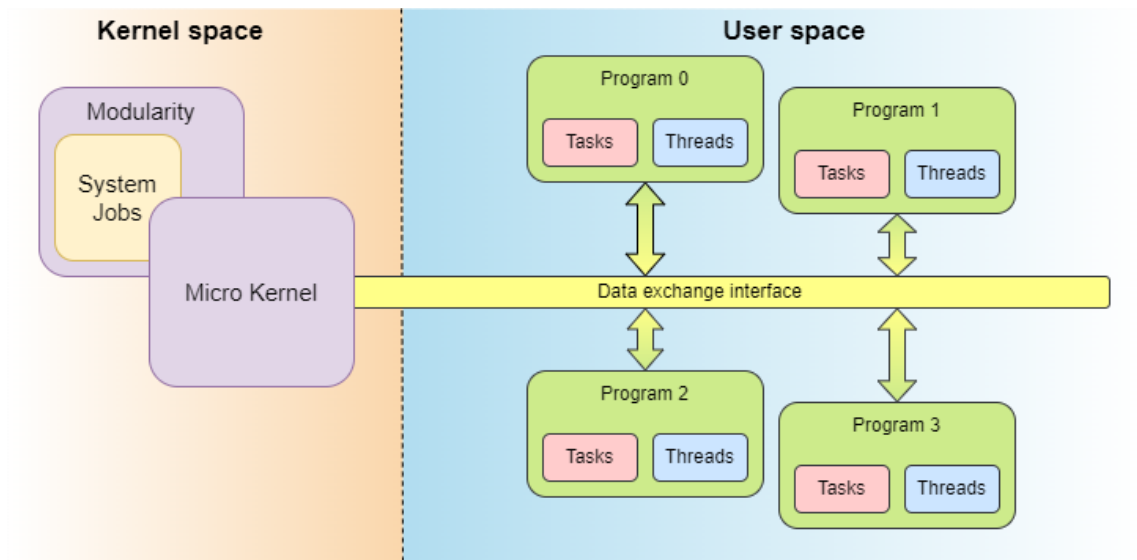 Kernel space
User space
Modularity
System
Jobs
Micro Kernel
Data exchange interface
Program 0
Tasks
Threads
Program 1
Tasks
Threads
Program 2
Tasks
Threads
Program 3
Tasks
Threads